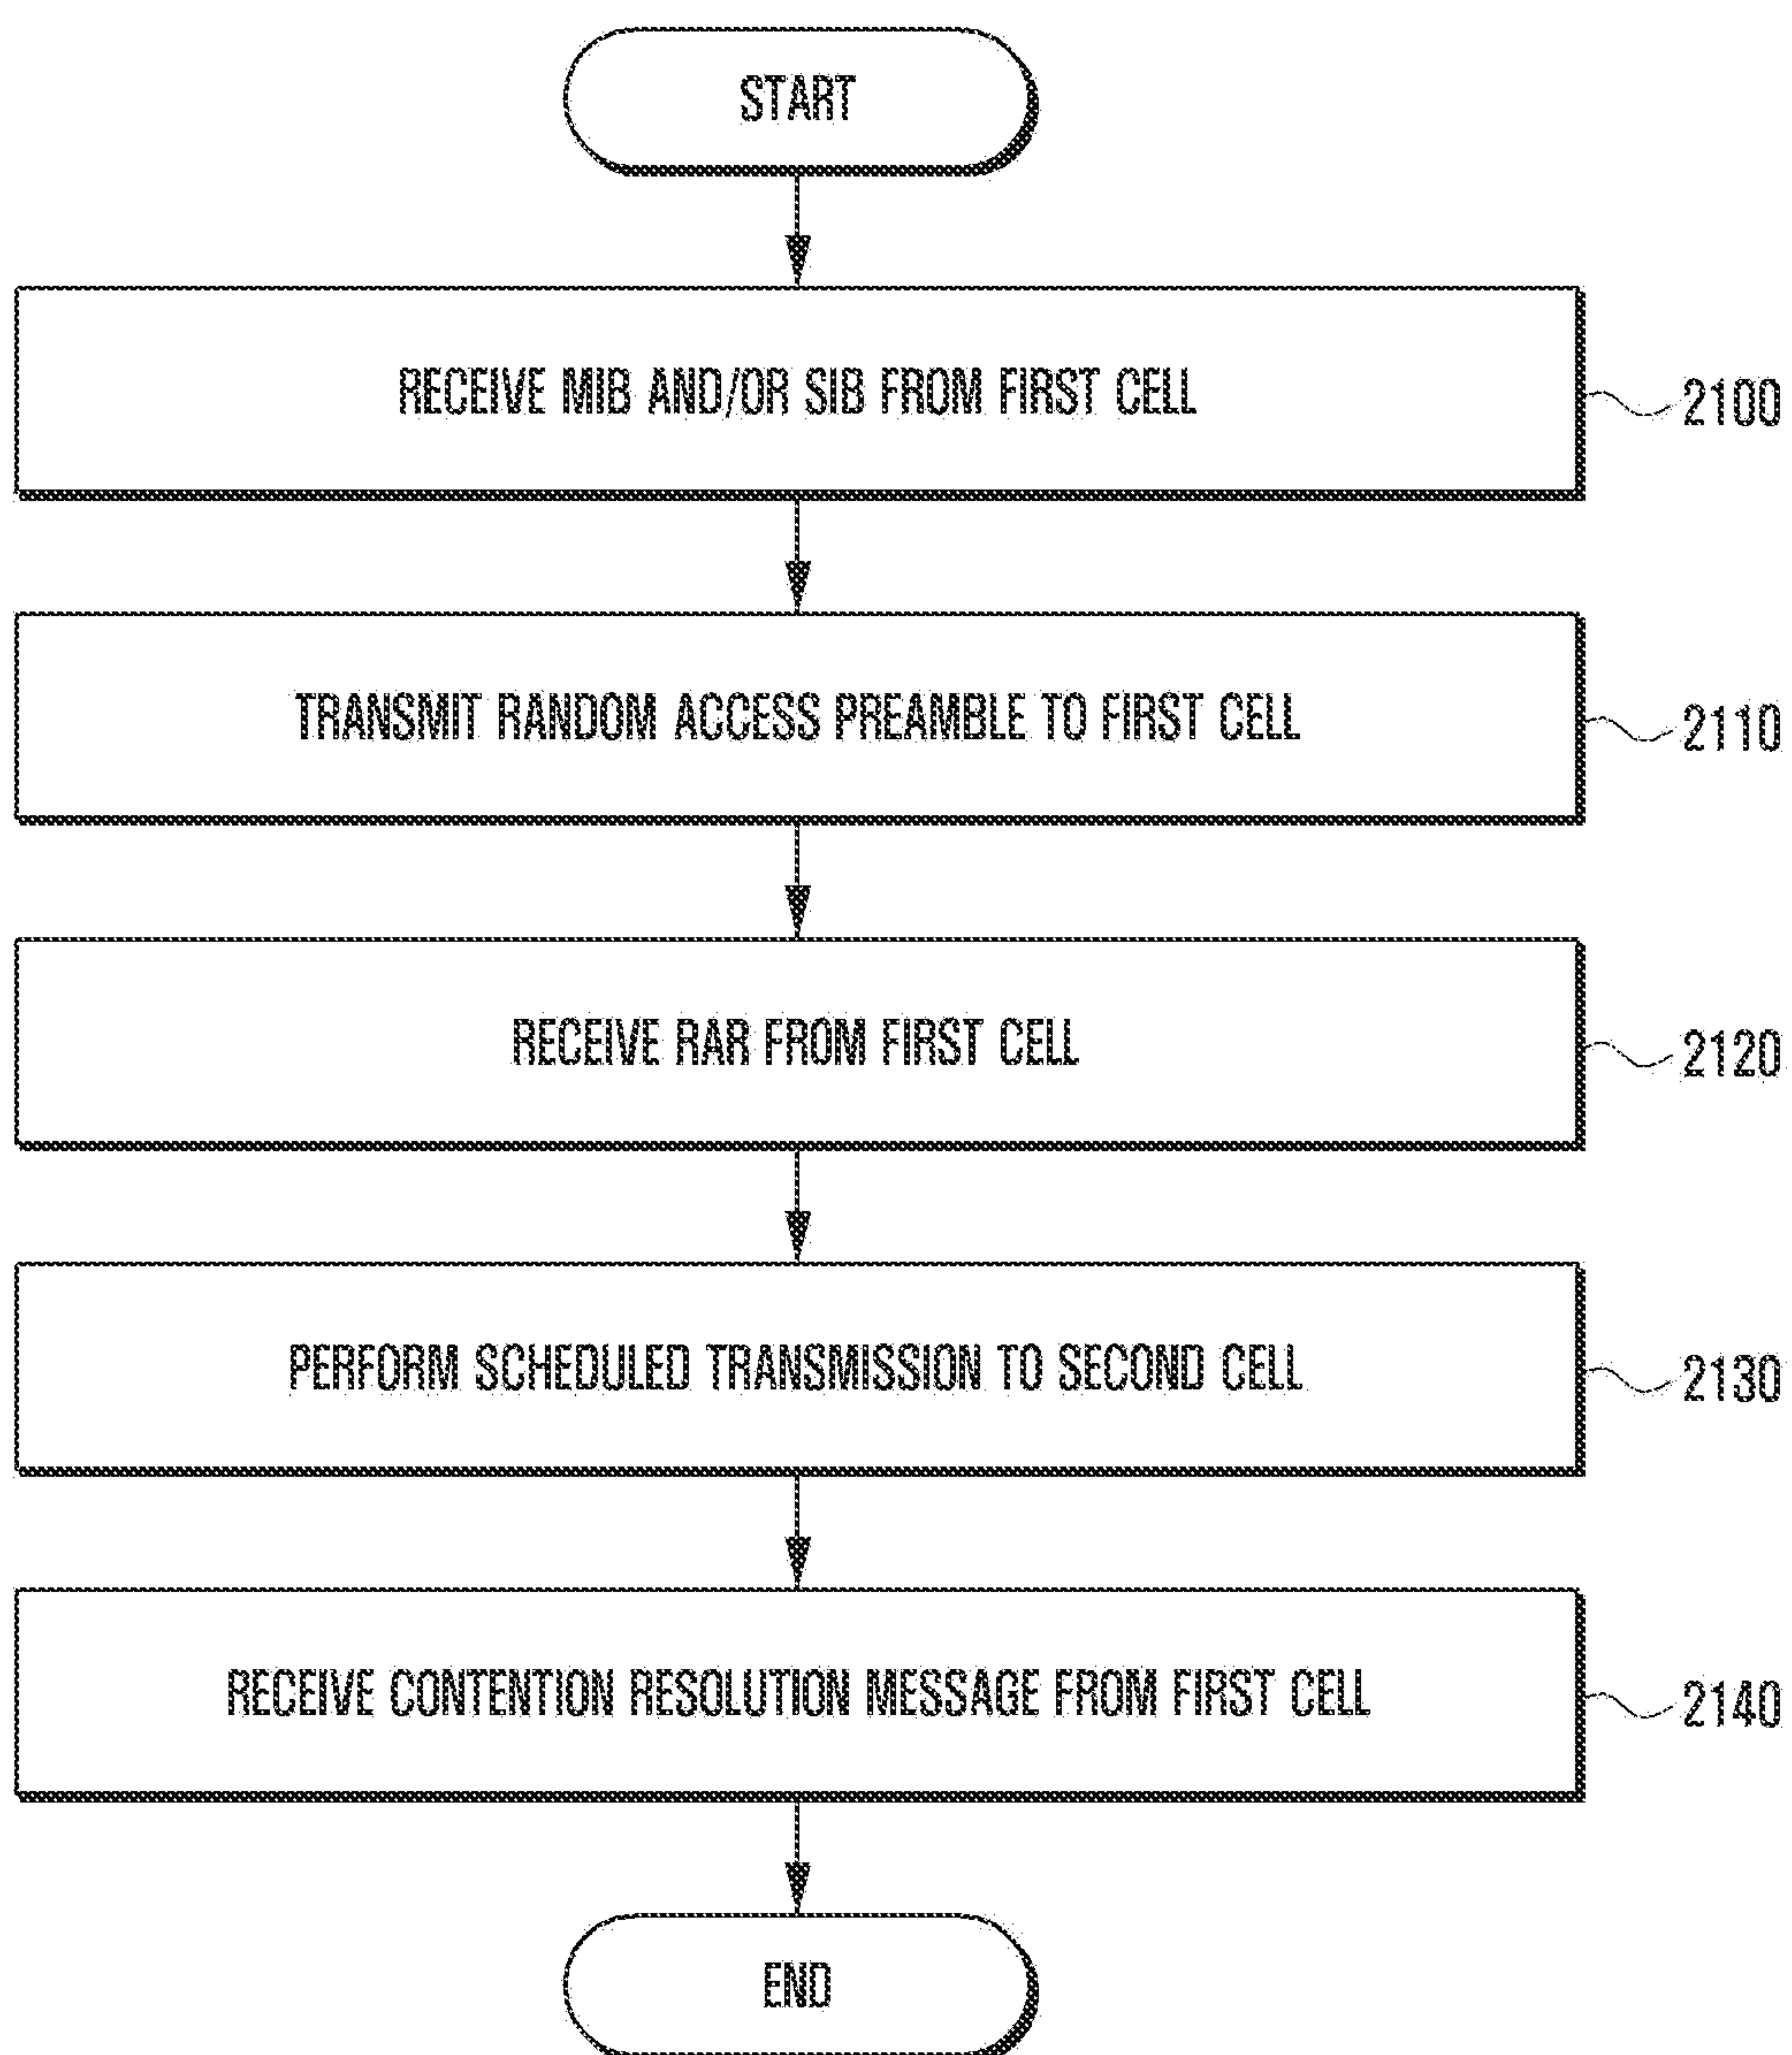 START
RECEIVE MIB AND/OR SIB FROM FIRST CELL
2100
TRANSMIT RANDOM ACCESS PREAMBLE TO FIRST CELL
2110
RECEIVE RAR FROM FIRST CELL
2120
PERFORM SCHEDULED TRANSMISSION TO SECOND CELL
2130
RECEIVE CONTENTION RESOLUTION MESSAGE FROM FIRST CELL
2140
END